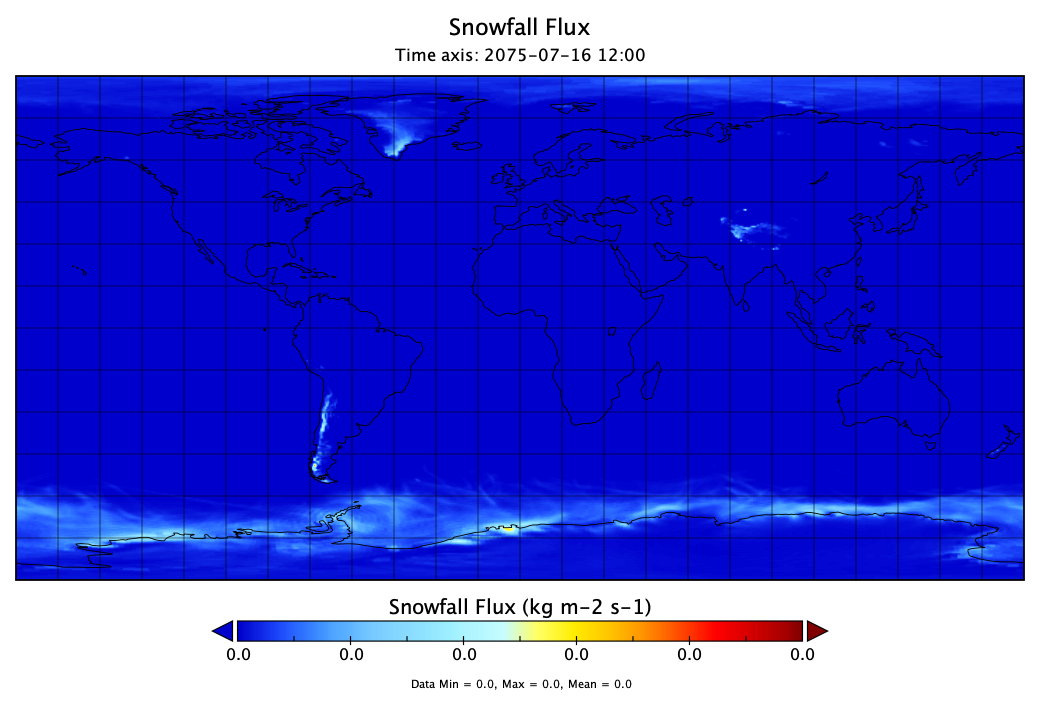 Snowfall Flux
Time axis: 2075-07-16 12:00
Snowfall Flux (kg m-2 s-1)
0.0 0.0 0.0 0.0 0.0 0.0
Data Min = 0.0, Max = 0.0, Mean = 0.0